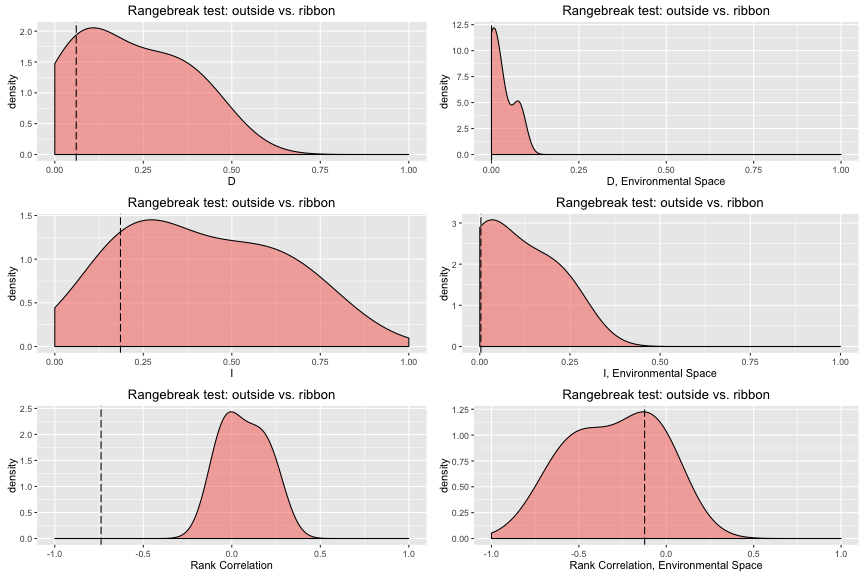 Rangebreak test: outside vs. ribbon
density
2.0
1.5
1.0
0.5
0.0
0.00 0.25 0.50 0.75 1.00
D
Rangebreak test: outside vs. ribbon
density
12.5
10.0
7.5
5.0
2.5
0.0
0.00 0.25 0.50 0.75 1.00
D, Environmental Space
Rangebreak test: outside vs. ribbon
density
1.5
1.0
0.5
0.0
0.00 0.25 0.50 0.75 1.00
I
Rangebreak test: outside vs. ribbon
density
3
2
1
0
0.00 0.25 0.50 0.75 1.00
I, Environmental Space
Rangebreak test: outside vs. ribbon
density
2.5
2.0
1.5
1.0
0.5
0.0
-1.0 -0.5 0.0 0.5 1.0
Rank Correlation
Rangebreak test: outside vs. ribbon
density
1.25
1.00
0.75
0.50
0.25
0.00
-1.0 -0.5 0.0 0.5 1.0
Rank Correlation, Environmental Space